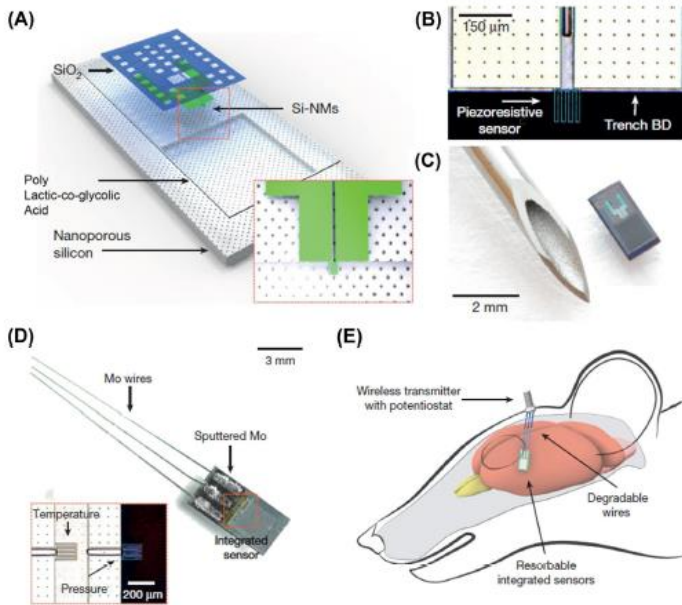 (A)
SiO2
Si-NMs
Poly
Lactic-co-glycolic
Acid
Nanoporous
silicon
(B)
150 μm
Piezoresistive
sensor
Trench BD
(C)
2 mm
(D)
3 mm
Mo wires
Sputtered Mo
Integrated
sensor
Temperature
Pressure
200 μm
(E)
Wireless transmitter
with potentiostat
Degradable
wires
Resorbable
integrated sensors